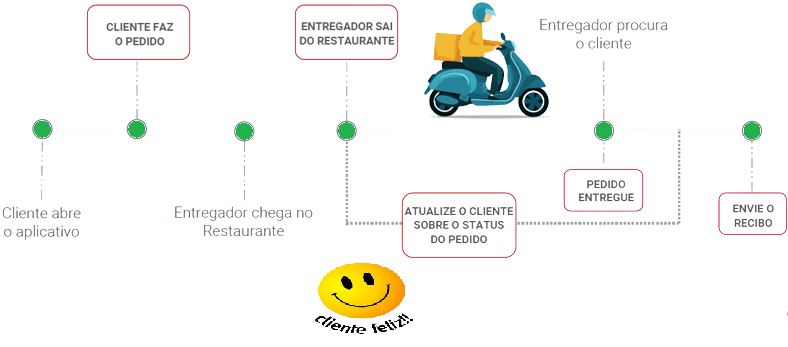 CLIENTE FAZ
O PEDIDO
ENTREGADOR SAI
DO RESTAURANTE
Entregador procura
o cliente
Cliente abre
o aplicativo
Entregador chega no
Restaurante
ATUALIZE O CLIENTE
SOBRE O STATUS
DO PEDIDO
PEDIDO
ENTREGUE
ENVIE O
RECIBO
cliente feliz!!